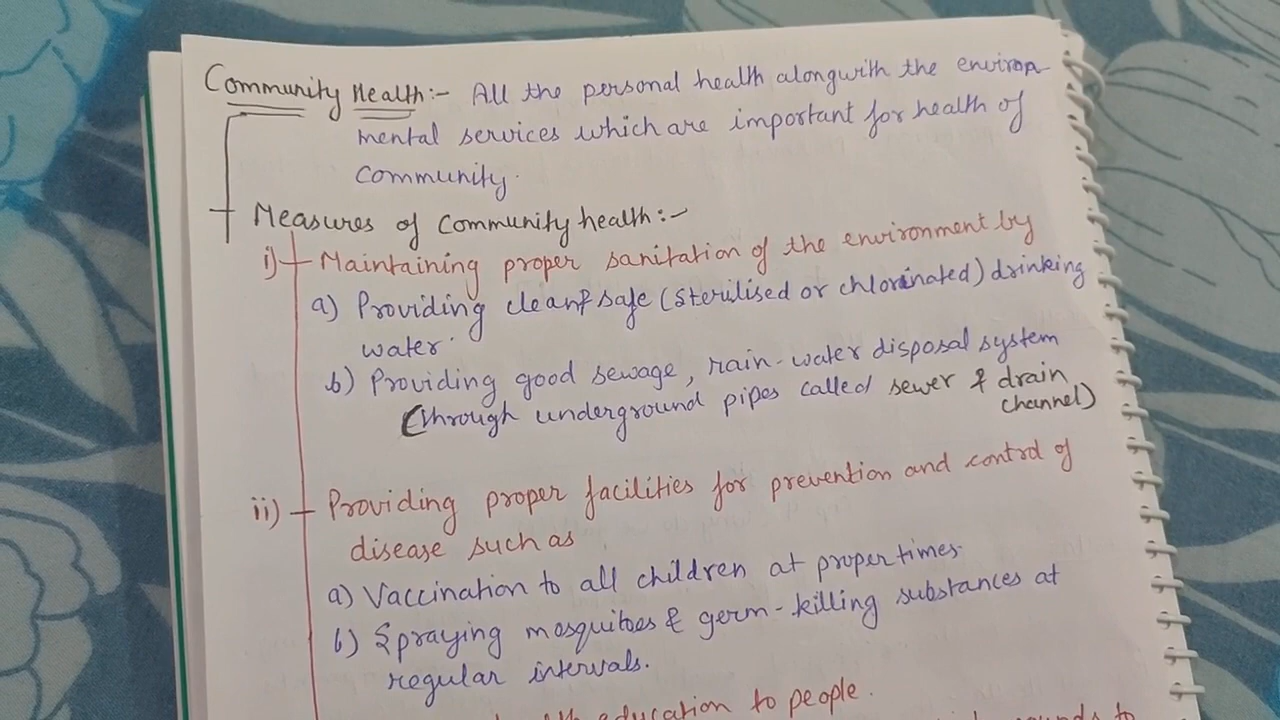 Community Health:- All the personal health alongwith the environ-
mental services which are important for health of
community.
Measures of Community health:-
i) Maintaining proper sanitation of the environment by
a) Providing clean & safe (sterilised or chlorinated) drinking
water.
b) Providing good sewage, rain-water disposal system
(through underground pipes called sewer & drain
channel)
ii) Providing proper facilities for prevention and control of
disease such as
a) Vaccination to all children at proper times.
b) Spraying mosquitoes & germ-killing substances at
regular intervals.
education to people.
to